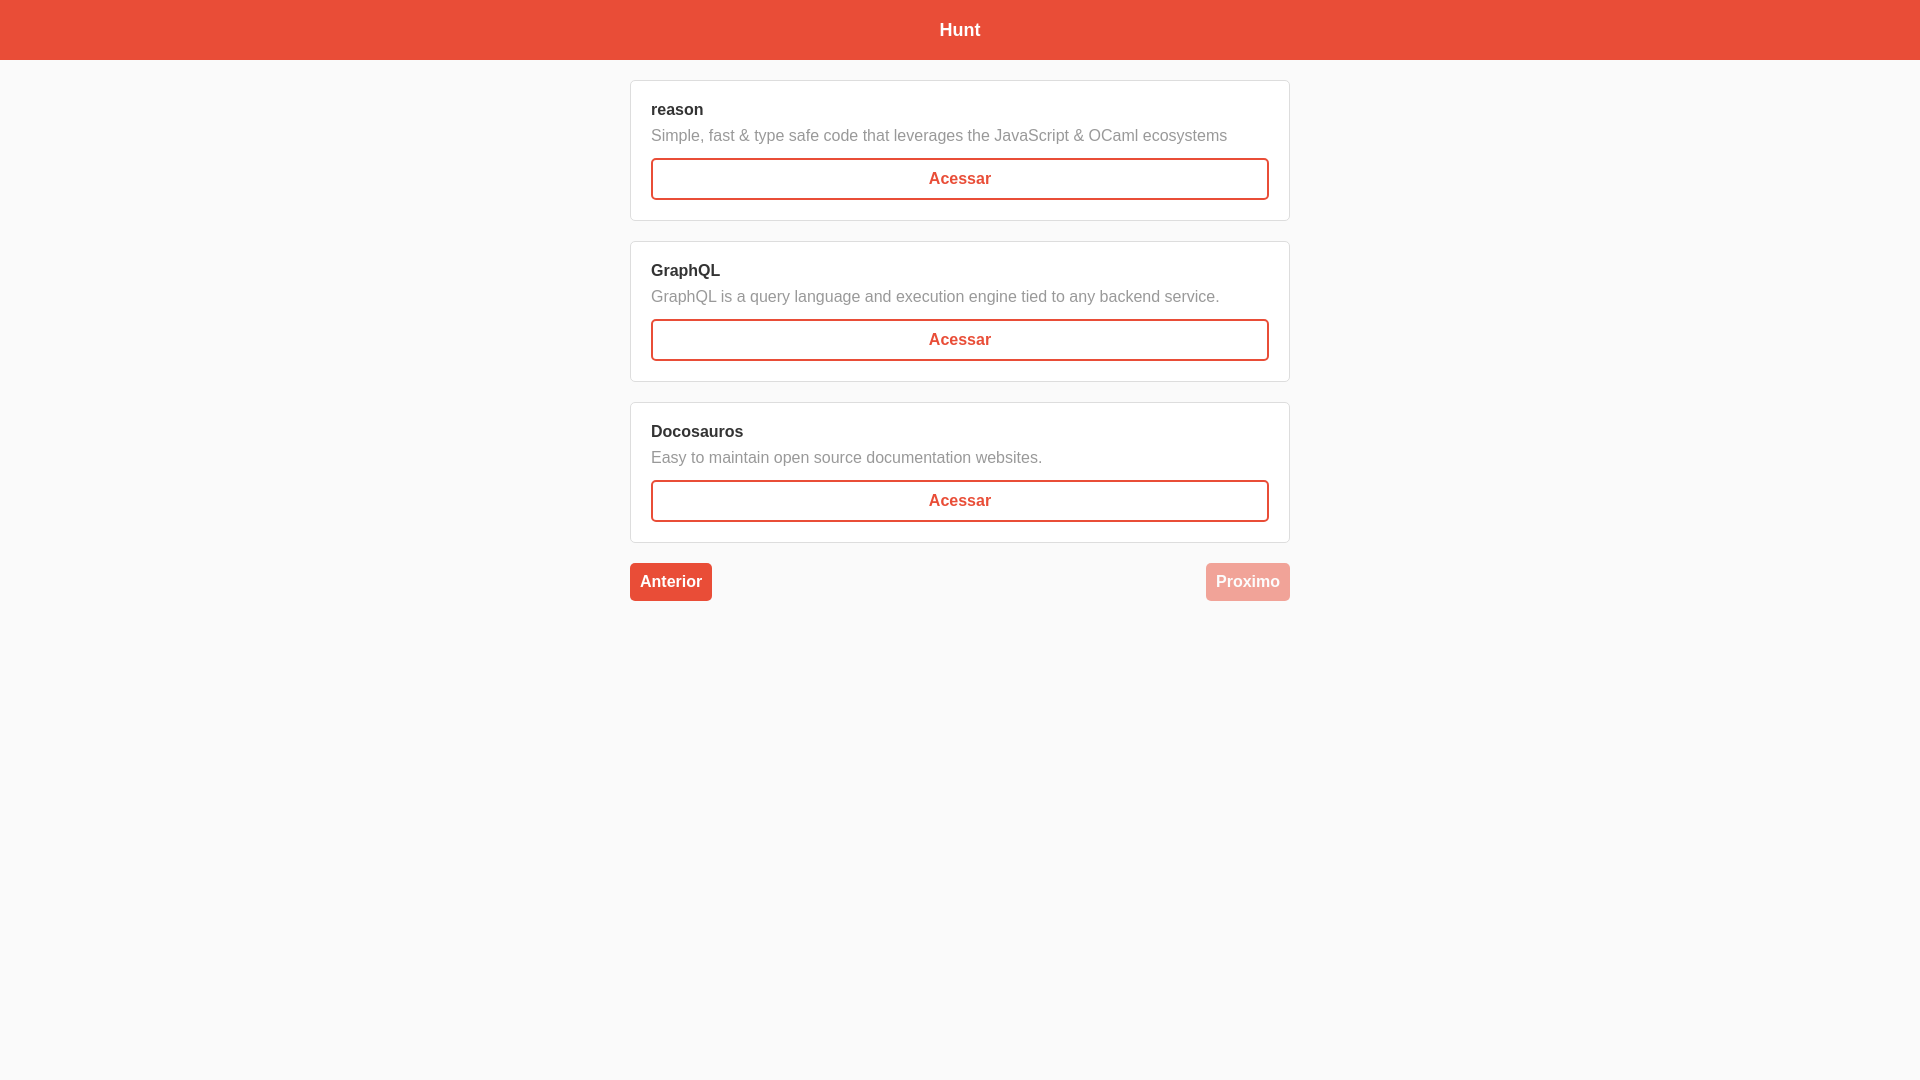 Hunt
reason
Simple, fast & type safe code that leverages the JavaScript & OCaml ecosystems
Acessar
GraphQL
GraphQL is a query language and execution engine tied to any backend service.
Acessar
Docosauros
Easy to maintain open source documentation websites.
Acessar
Anterior
Proximo